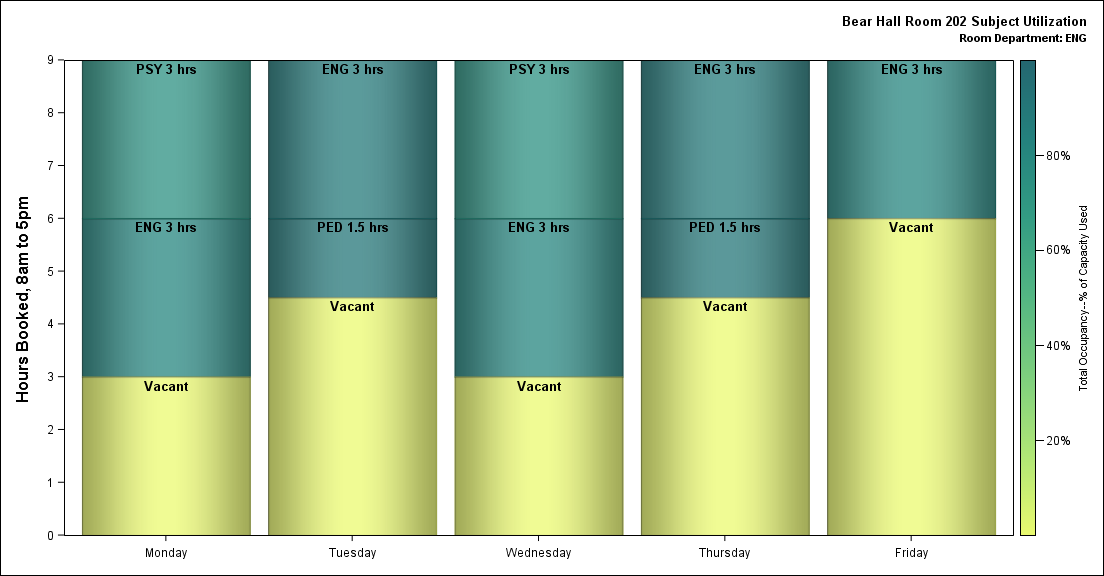 Bear Hall Room 202 Subject Utilization
Room Department: ENG
Hours Booked, 8am to 5pm
9
8
7
6
5
4
3
2
1
0
PSY 3 hrs
ENG 3 hrs
Vacant
Monday
ENG 3 hrs
PED 1.5 hrs
Vacant
Tuesday
PSY 3 hrs
ENG 3 hrs
Vacant
Wednesday
ENG 3 hrs
PED 1.5 hrs
Vacant
Thursday
ENG 3 hrs
Vacant
Friday
80%
60%
40%
20%
Total Occupancy--% of Capacity Used